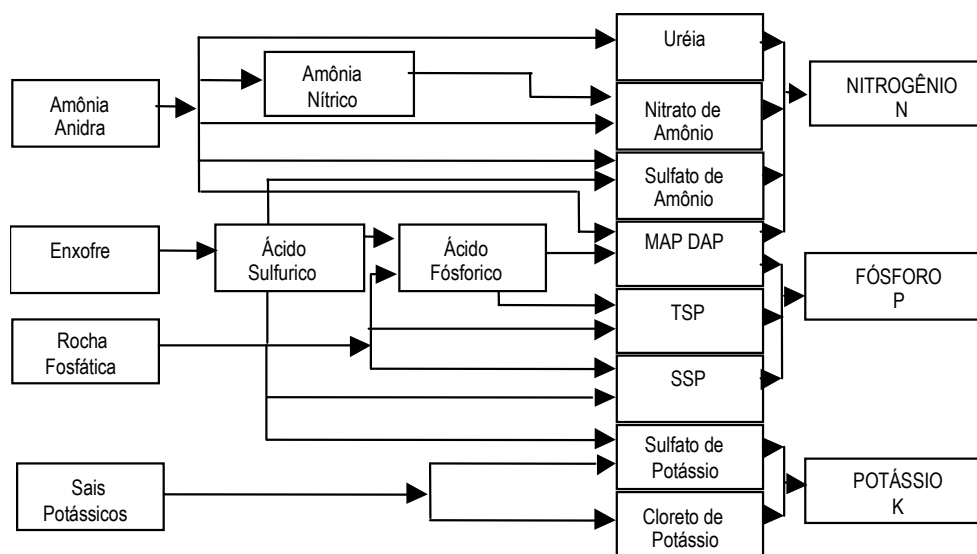 Uréia
Amônia
Nítrico
NITROGÊNIO
N
Amônia
Anidra
Nitrato de
Amônio
Sulfato de
Amônio
Enxofre
Ácido
Sulfurico
Ácido
Fósforico
MAP DAP
FÓSFORO
P
TSP
Rocha
Fosfática
SSP
Sulfato de
Potássio
Sais
Potássicos
POTÁSSIO
K
Cloreto de
Potássio